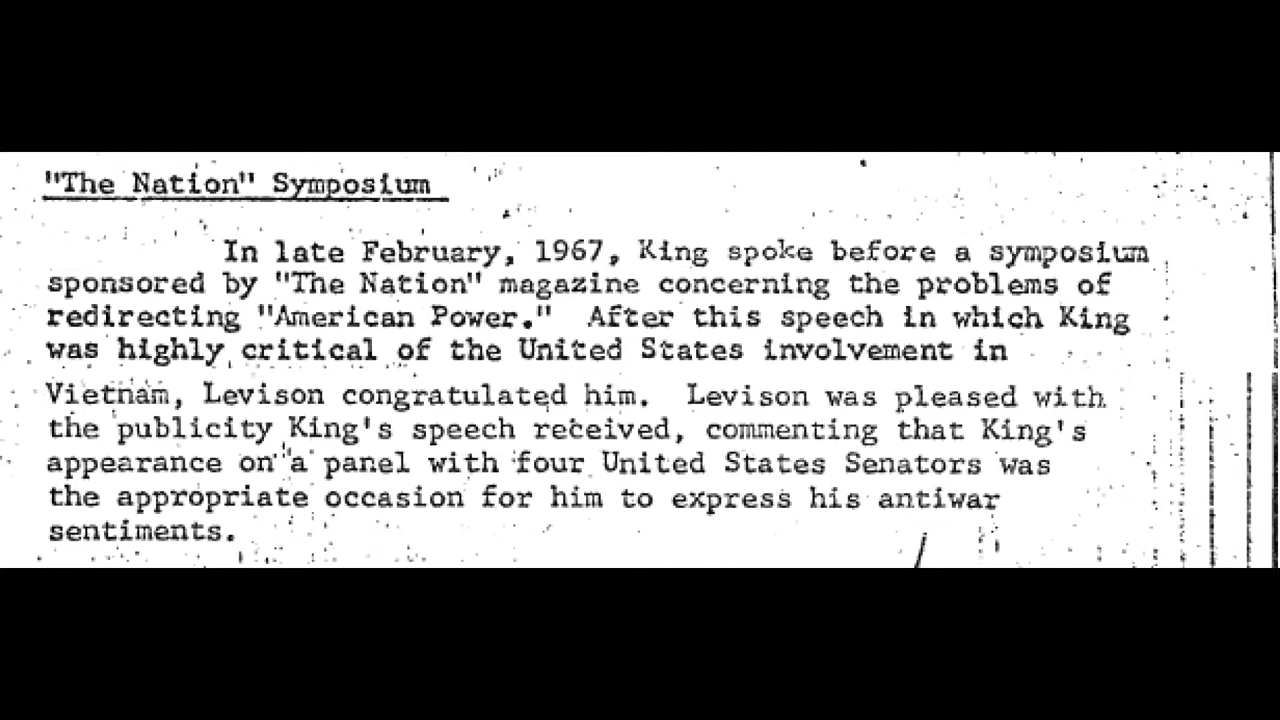 "The Nation" Symposium
In late February, 1967, King spoke before a symposium
sponsored by "The Nation" magazine concerning the problems of
redirecting "American Power." After this speech in which King
was highly critical of the United States involvement in
Vietnam, Levison congratulated him. Levison was pleased with
the publicity King's speech received, commenting that King's
appearance on a panel with four United States Senators was
the appropriate occasion for him to express his antiwar
sentiments.